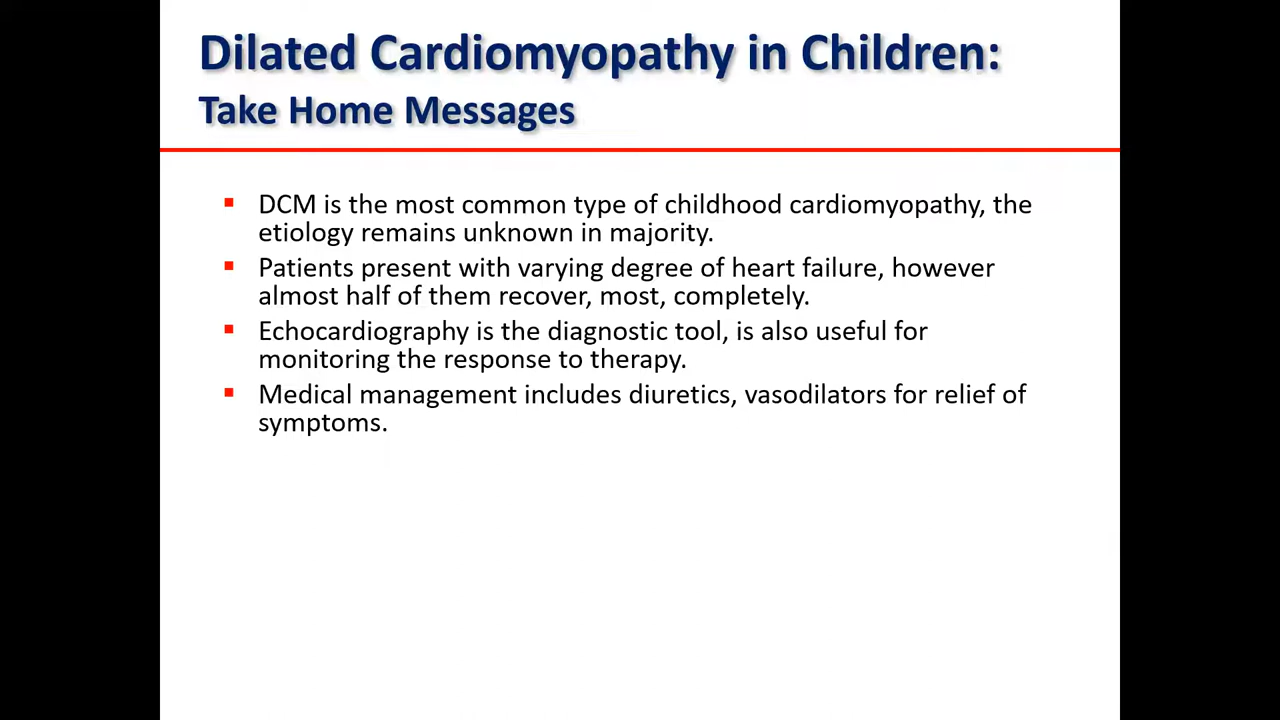 Dilated Cardiomyopathy in Children:
Take Home Messages
▪ DCM is the most common type of childhood cardiomyopathy, the
etiology remains unknown in majority.
▪ Patients present with varying degree of heart failure, however
almost half of them recover, most, completely.
▪ Echocardiography is the diagnostic tool, is also useful for
monitoring the response to therapy.
▪ Medical management includes diuretics, vasodilators for relief of
symptoms.